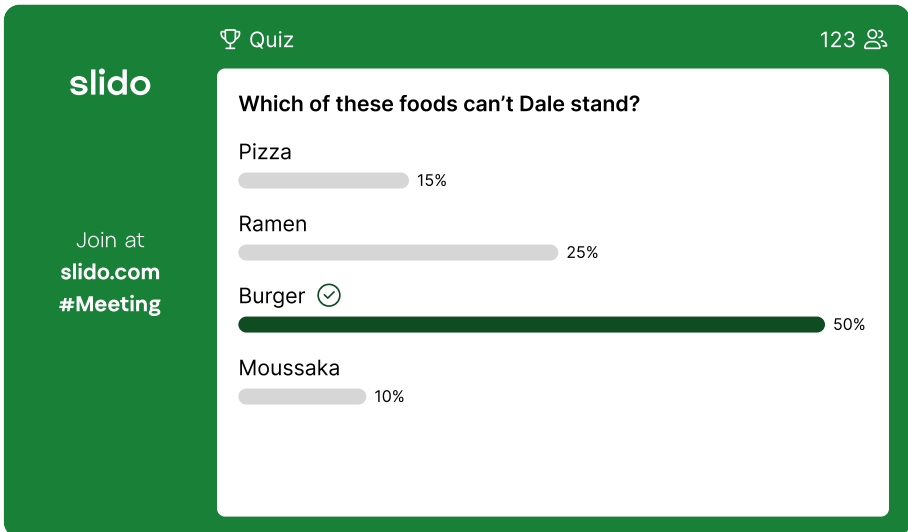 slido
Join at
slido.com
#Meeting
Quiz
123
Which of these foods can’t Dale stand?
Pizza
15%
Ramen
25%
Burger
50%
Moussaka
10%